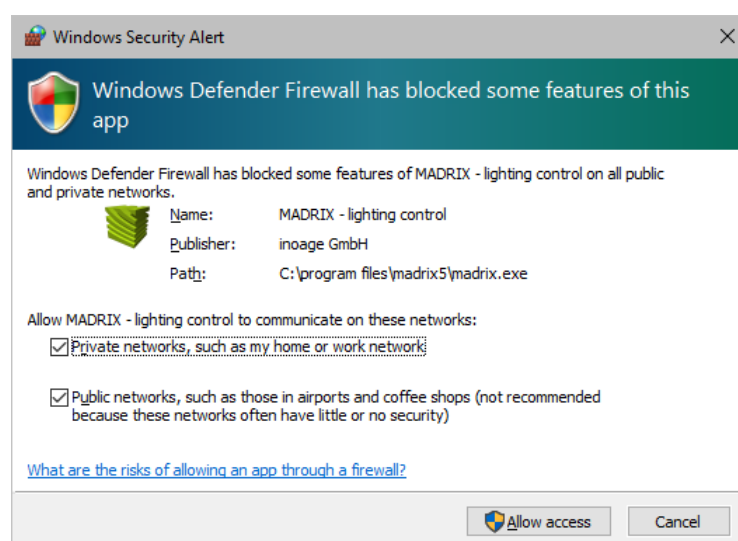 Windows Security Alert
Windows Defender Firewall has blocked some features of this
app
Windows Defender Firewall has blocked some features of MADRIX - lighting control on all public
and private networks.
Name: MADRIX - lighting control
Publisher: inoage GmbH
Path: C:\program files\madrix5\madrix.exe
Allow MADRIX - lighting control to communicate on these networks:
Private networks, such as my home or work network
Public networks, such as those in airports and coffee shops (not recommended
because these networks often have little or no security)
What are the risks of allowing an app through a firewall?
Allow access Cancel